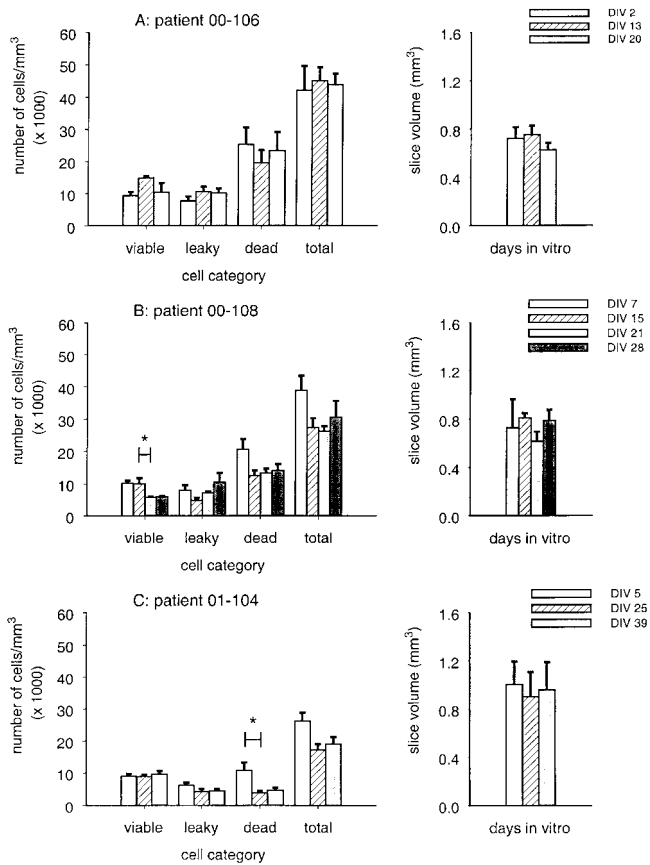 A: patient 00-106
DIV 2
DIV 13
DIV 20
number of cells/mm³
(x 1000)
60
50
40
30
20
10
0
viable leaky dead total
cell category
slice volume (mm³)
1.6
1.2
0.8
0.4
0.0
days in vitro
B: patient 00-108
DIV 7
DIV 15
DIV 21
DIV 28
number of cells/mm³
(x 1000)
60
50
40
30
20
10
0
*
viable leaky dead total
cell category
slice volume (mm³)
1.6
1.2
0.8
0.4
0.0
days in vitro
C: patient 01-104
DIV 5
DIV 25
DIV 39
number of cells/mm³
(x 1000)
60
50
40
30
20
10
0
*
viable leaky dead total
cell category
slice volume (mm³)
1.6
1.2
0.8
0.4
0.0
days in vitro